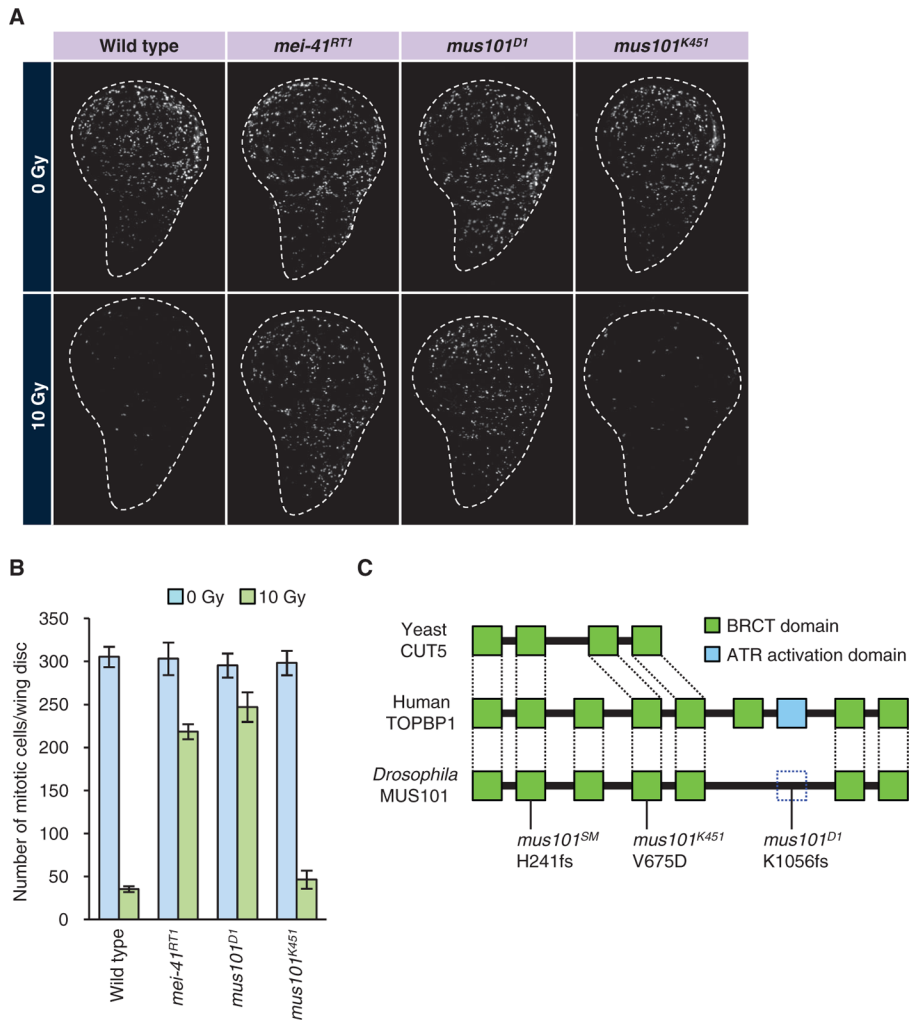 A
Wild type
mei-41RT1
mus101D1
mus101K451
0 Gy
10 Gy
B
0 Gy
10 Gy
Number of mitotic cells/wing disc
350
300
250
200
150
100
50
0
Wild type
mei-41RT1
mus101D1
mus101K451
C
Yeast
CUT5
BRCT domain
ATR activation domain
Human
TOPBP1
Drosophila
MUS101
mus101SM
H241fs
mus101K451
V675D
mus101D1
K1056fs